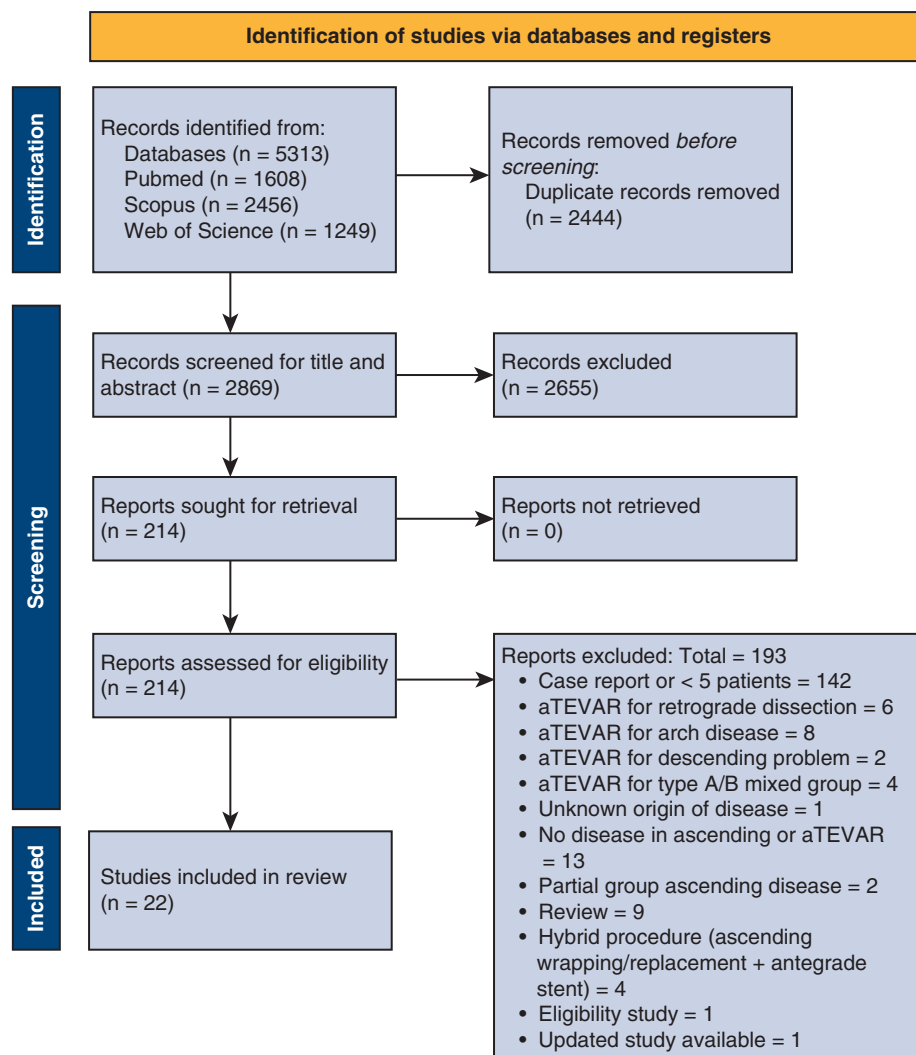 Identification of studies via databases and registers
Identification
Records identified from:
Databases (n = 5313)
Pubmed (n = 1608)
Scopus (n = 2456)
Web of Science (n = 1249)
Records removed before
screening:
Duplicate records removed
(n = 2444)
Screening
Records screened for title and
abstract (n = 2869)
Records excluded
(n = 2655)
Reports sought for retrieval
(n = 214)
Reports not retrieved
(n = 0)
Reports assessed for eligibility
(n = 214)
Reports excluded: Total = 193
• Case report or < 5 patients = 142
• aTEVAR for retrograde dissection = 6
• aTEVAR for arch disease = 8
• aTEVAR for descending problem = 2
• aTEVAR for type A/B mixed group = 4
• Unknown origin of disease = 1
• No disease in ascending or aTEVAR
= 13
• Partial group ascending disease = 2
• Review = 9
• Hybrid procedure (ascending
wrapping/replacement + antegrade
stent) = 4
• Eligibility study = 1
• Updated study available = 1
Included
Studies included in review
(n = 22)